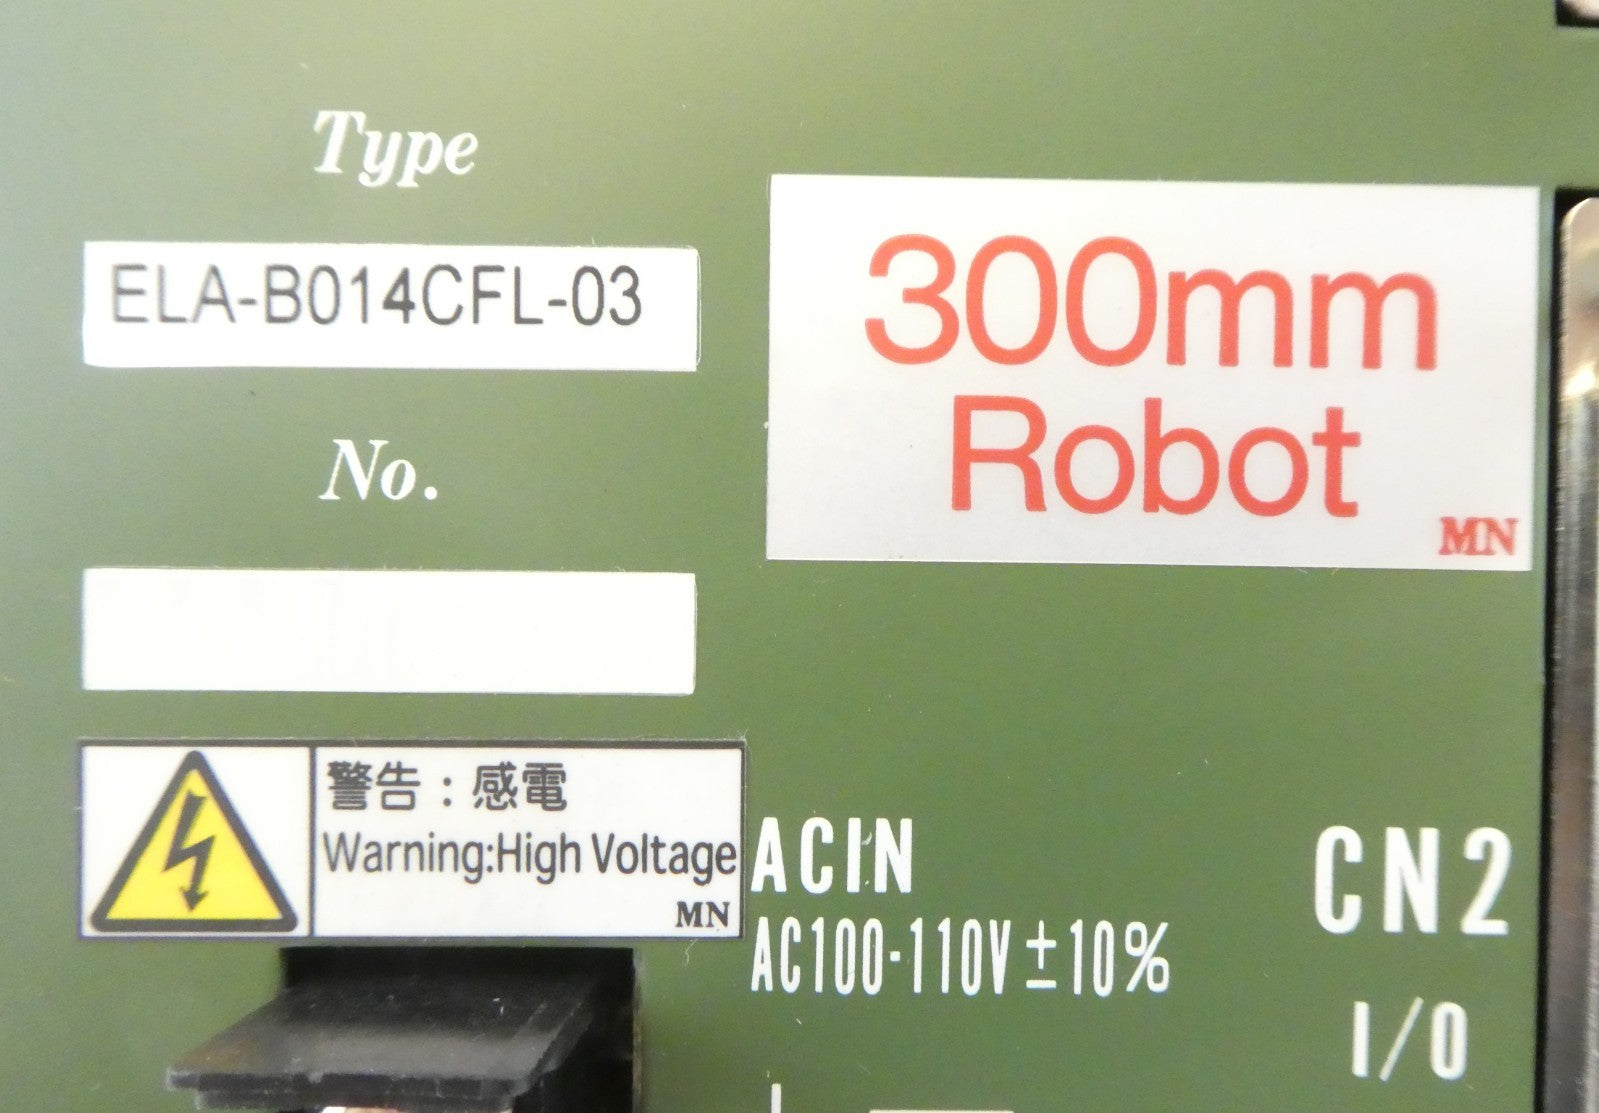 Type
ELA-B014CFL-03
300mm
Robot
MN
No.
警告：感電
Warning:High Voltage
MN
ACIN
AC100-110V±10%
CN2
I/O